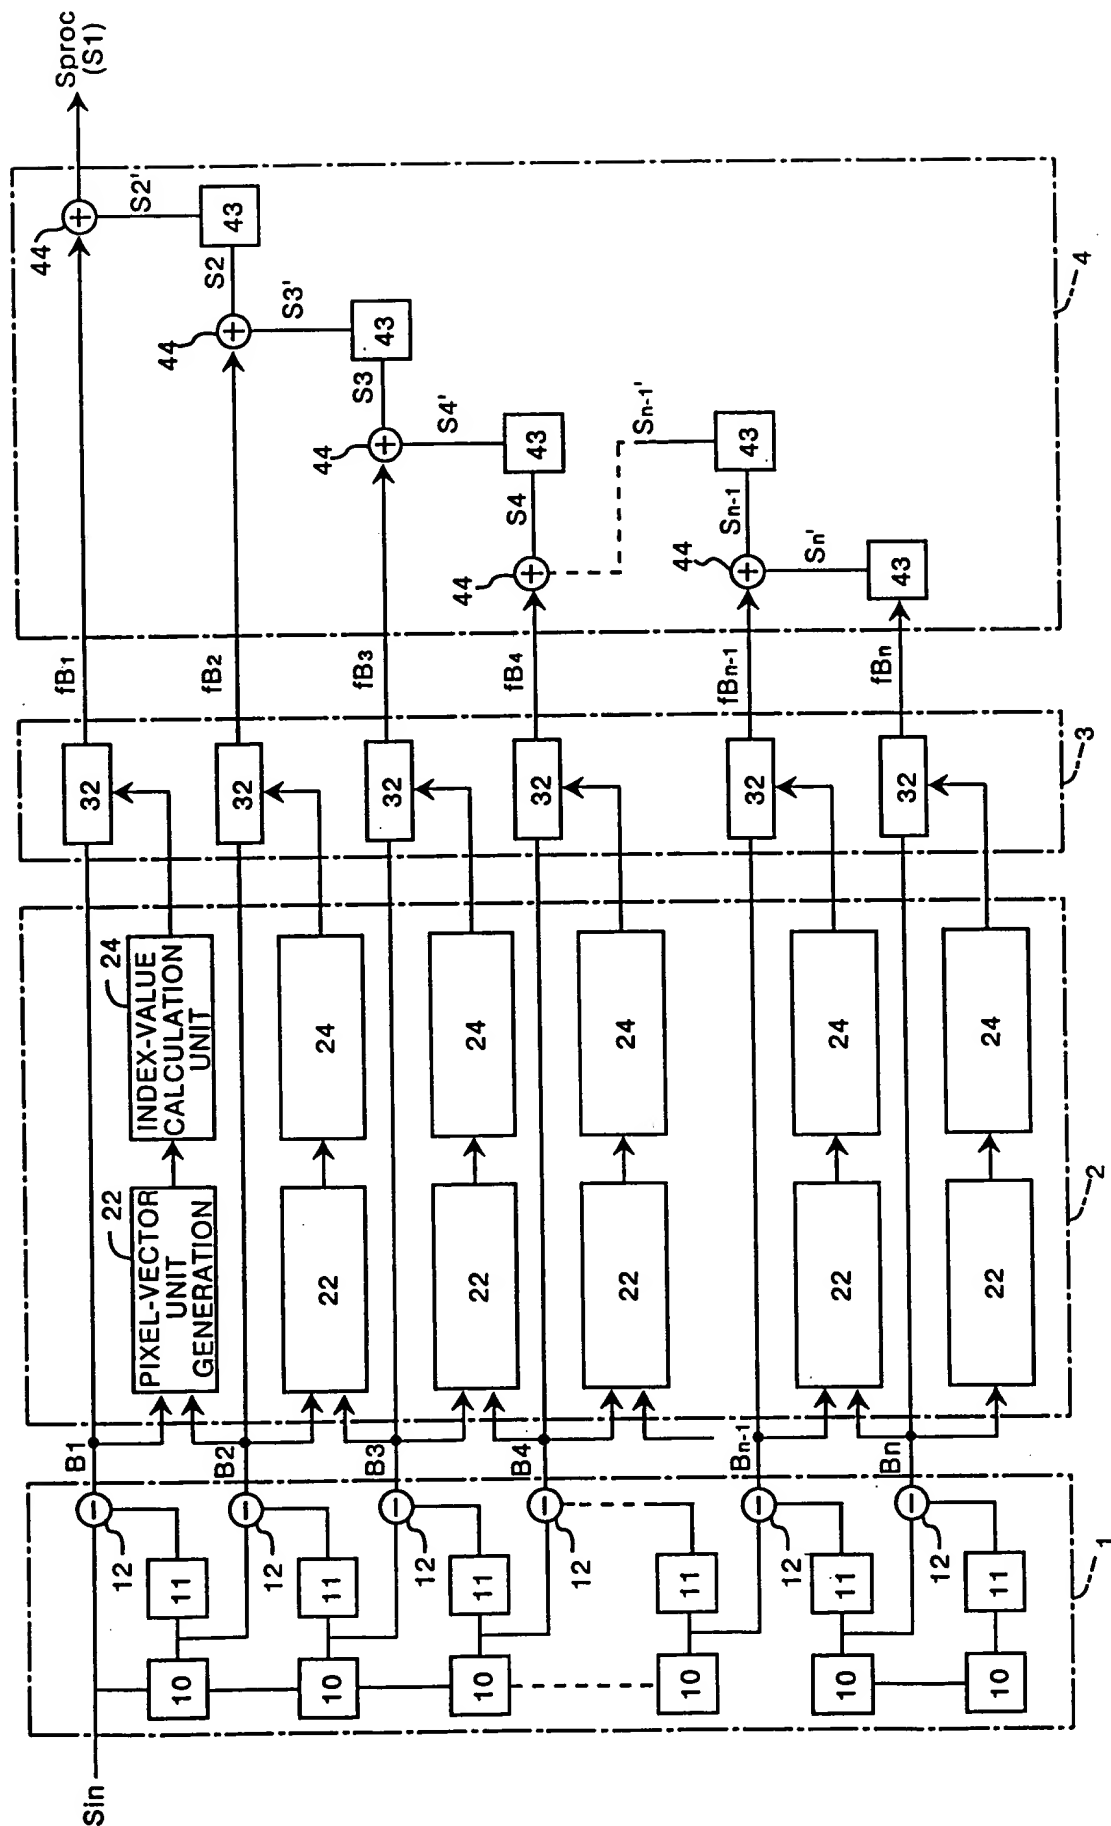 Sin
10
11
12
B1
PIXEL-VECTOR
UNIT
GENERATION
22
INDEX-VALUE
CALCULATION
UNIT
24
32
fB1
44
S2'
Sproc
(S1)
10
11
12
B2
22
24
32
fB2
44
S2
43
S3'
10
11
12
B3
22
24
32
fB3
44
S3
43
S4'
10
11
12
B4
22
24
32
fB4
44
S4
43
Sn-1'
10
11
12
Bn-1
22
24
32
fBn-1
44
Sn-1
43
Sn'
10
11
12
Bn
22
24
32
fBn
43
1
2
3
4